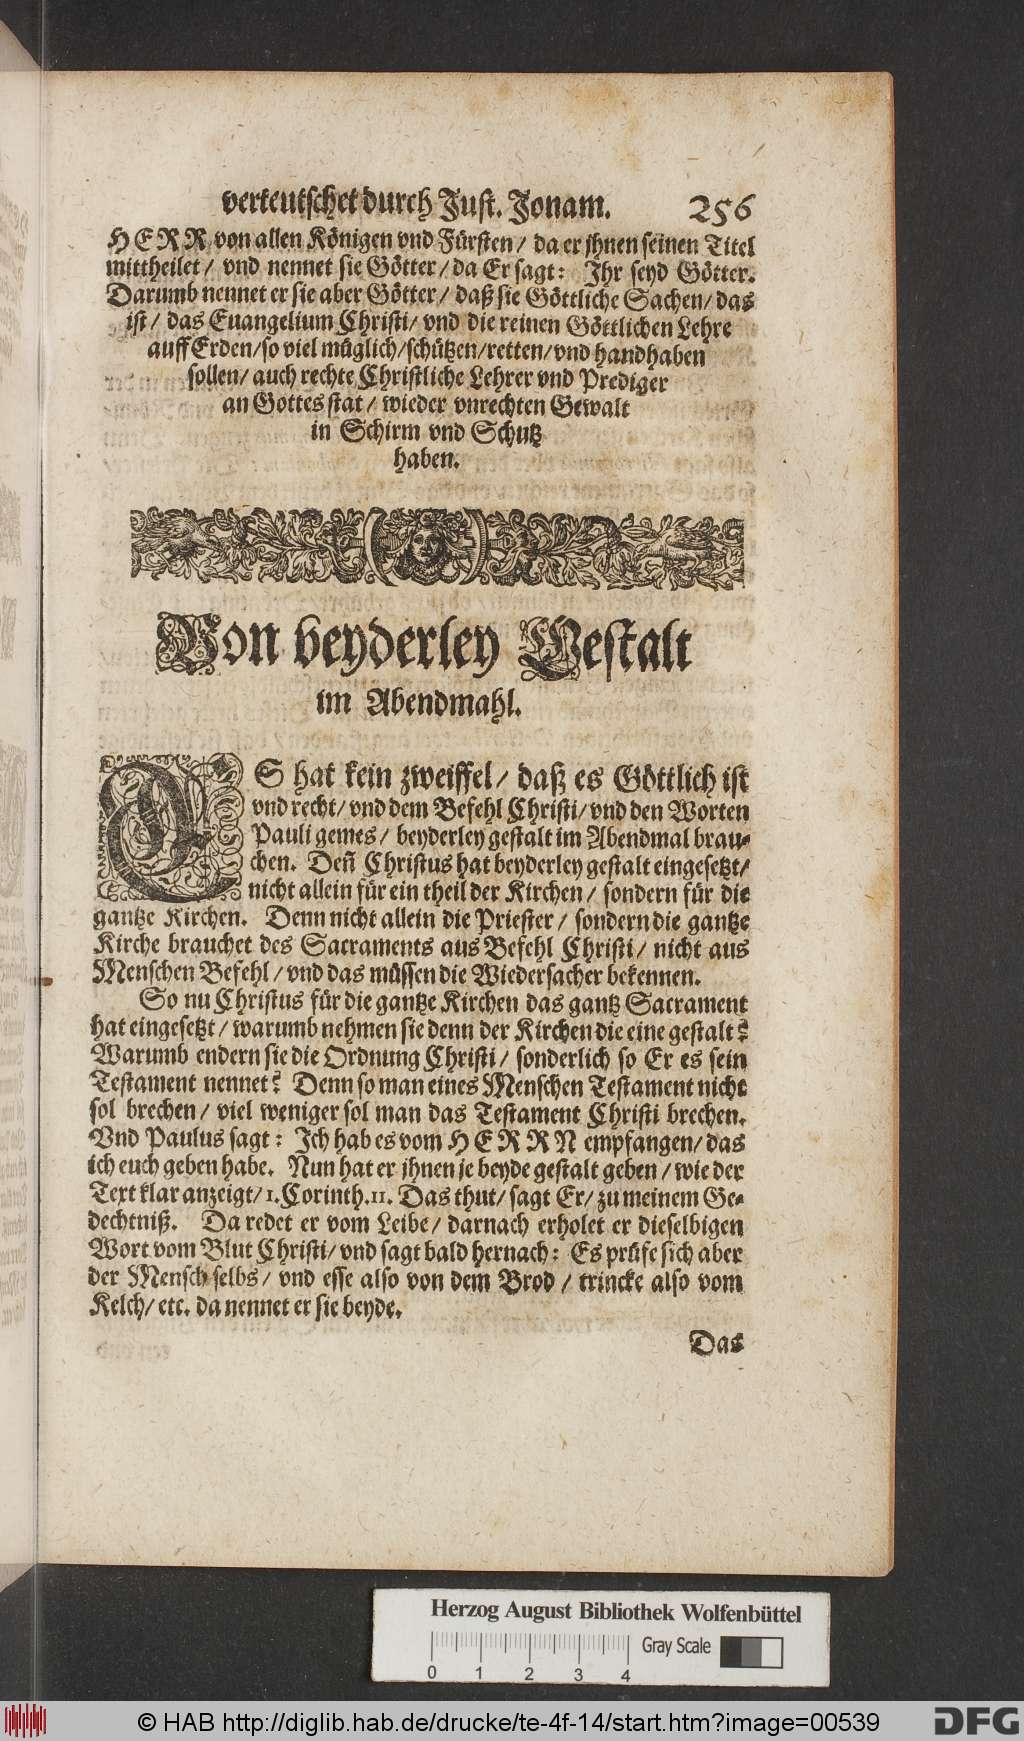 verteutschet durch Just. Jonam. 256
HERR von allen Königen vnd Fürsten / da er jhnen seinen Titel
mittheilet / vnd nennet sie Götter / da Er sagt: Ihr seyd Götter.
Darumb nennet er sie aber Götter / daß sie Göttliche Sachen / das
ist / das Euangelium Christi / vnd die reinen Göttlichen Lehre
auff Erden / so viel müglich / schützen / retten / vnd handhaben
sollen / auch rechte Christliche Lehrer vnd Prediger
an Gottes stat / wieder vnrechten Gewalt
in Schirm vnd Schutz
haben.
Von beyderley Gestalt
im Abendmahl.
ES hat kein zweiffel / daß es Göttlich ist
vnd recht / vnd dem Befehl Christi / vnd den Worten
Pauli gemes / beyderley gestalt im Abendmal brau-
chen. Deñ Christus hat beyderley gestalt eingesetzt /
nicht allein für ein theil der Kirchen / sondern für die
gantze Kirchen. Denn nicht allein die Priester / sondern die gantze
Kirche brauchet des Sacraments aus Befehl Christi / nicht aus
Menschen Befehl / vnd das müssen die Wiedersacher bekennen.
So nu Christus für die gantze Kirchen das gantz Sacrament
hat eingesetzt / warumb nehmen sie denn der Kirchen die eine gestalt?
Warumb endern sie die Ordnung Christi / sonderlich so Er es sein
Testament nennet? Denn so man eines Menschen Testament nicht
sol brechen / viel weniger sol man das Testament Christi brechen.
Vnd Paulus sagt: Ich hab es vom HERRN empfangen / das
ich euch geben habe. Nun hat er jhnen je beyde gestalt geben / wie der
Text klar anzeigt / 1. Corinth. 11. Das thut / sagt Er / zu meinem Ge-
dechtniß. Da redet er vom Leibe / darnach erholet er dieselbigen
Wort vom Blut Christi / vnd sagt bald hernach: Es prüfe sich aber
der Mensch selbs / vnd esse also von dem Brod / trincke also vom
Kelch / etc. da nennet er sie beyde.
Das
Herzog August Bibliothek Wolfenbüttel
Gray Scale
0 1 2 3 4
© HAB http://diglib.hab.de/drucke/te-4f-14/start.htm?image=00539
DFG